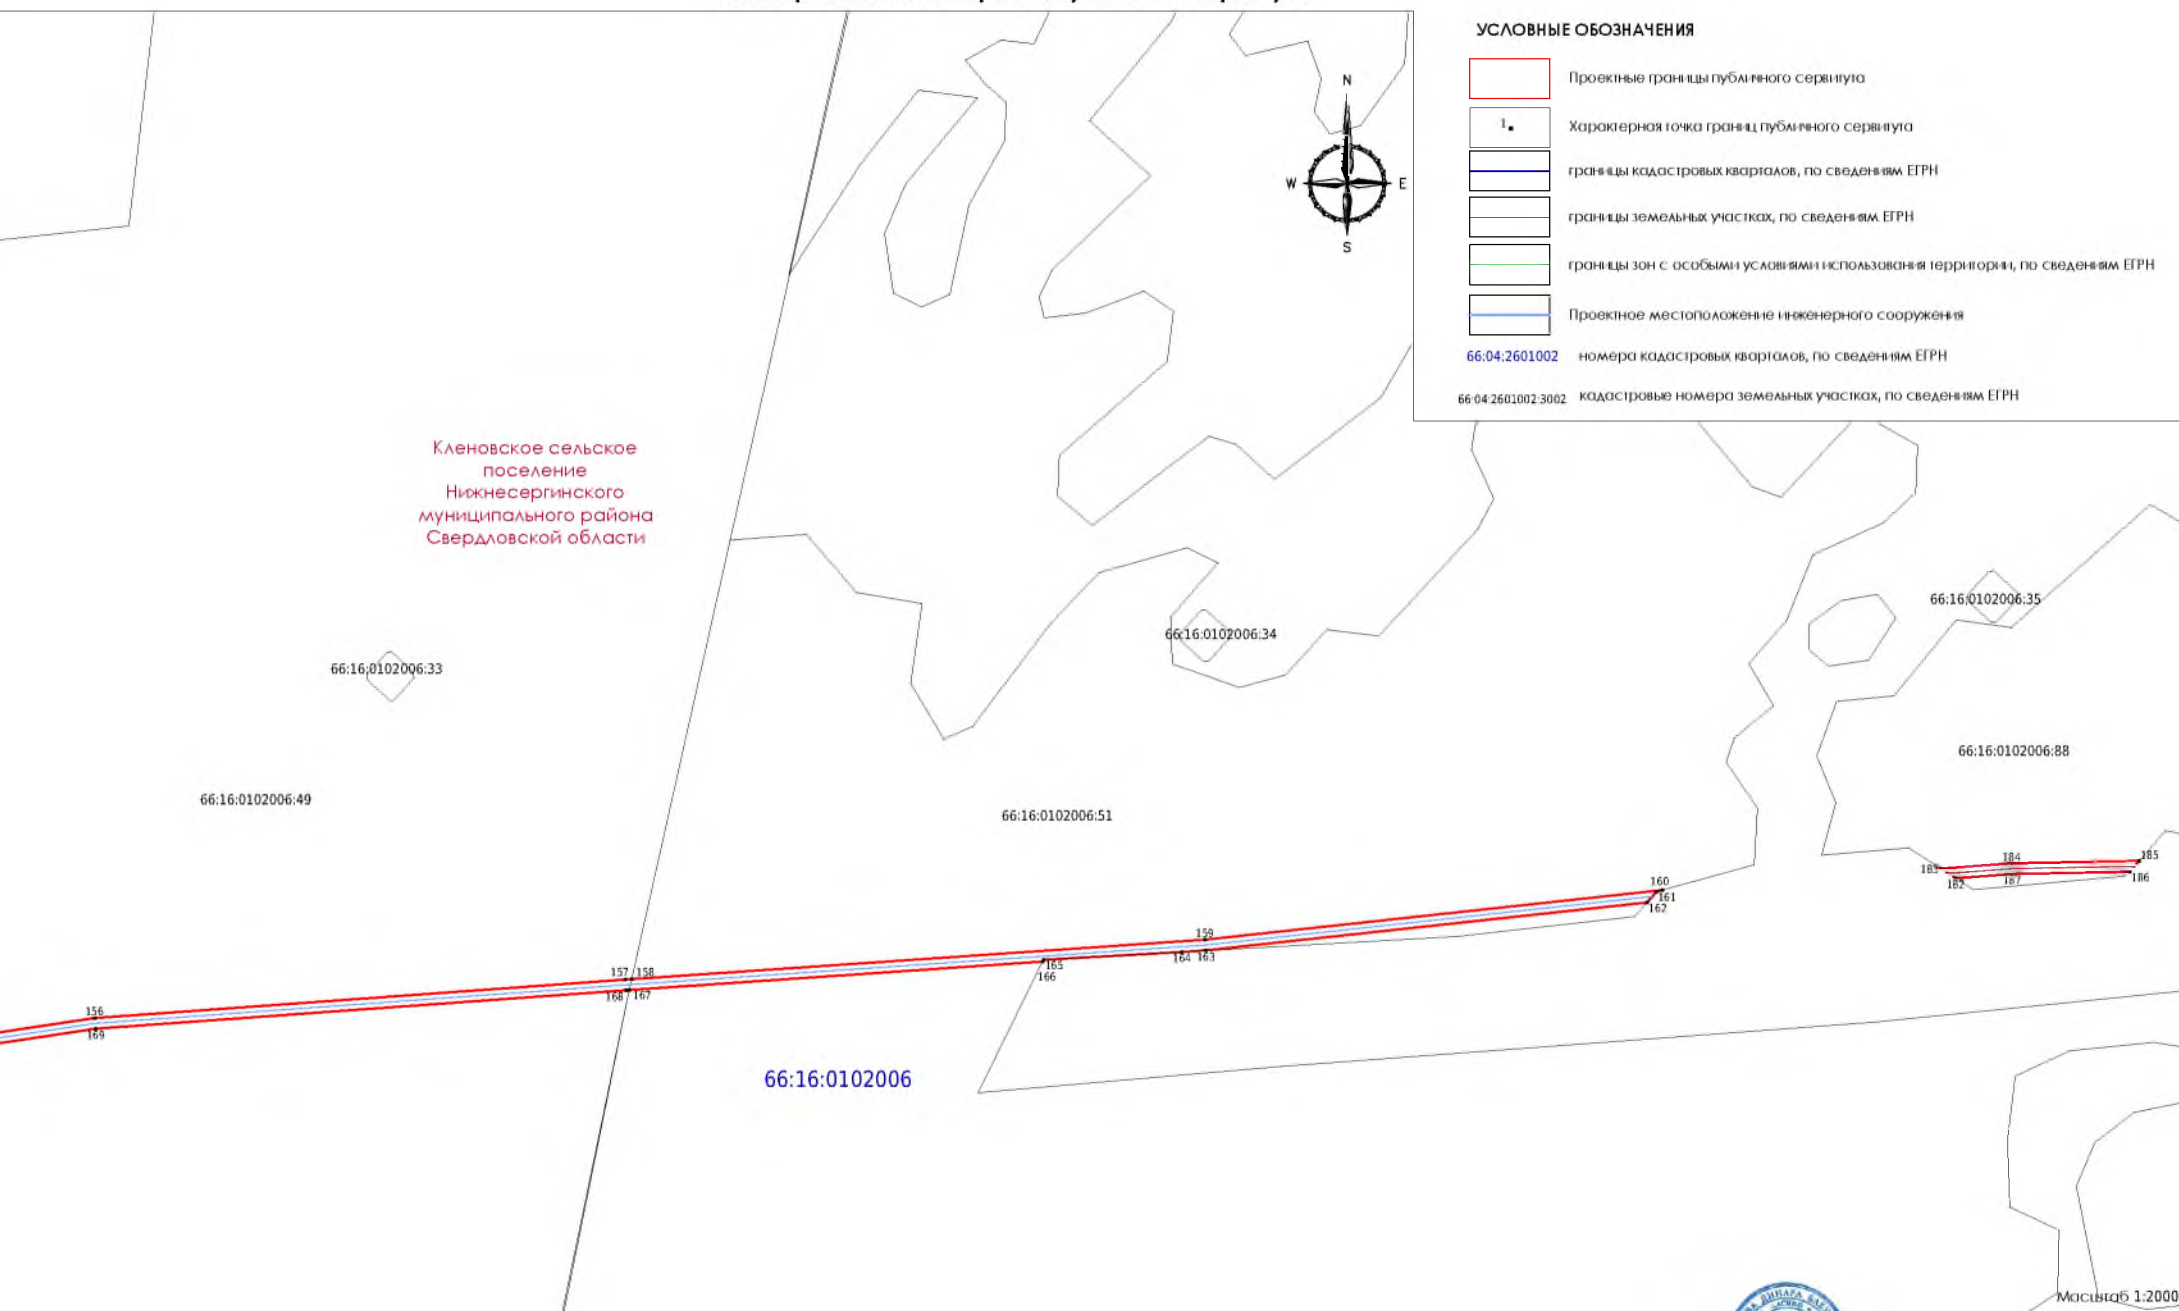 УСЛОВНЫЕ ОБОЗНАЧЕНИЯ
Проектные границы публичного сервитута
1
Характерная точка границ публичного сервитута
границы кадастровых кварталов, по сведениям ЕГРН
границы земельных участках, по сведениям ЕГРН
границы зон с особыми условиями использования территории, по сведениям ЕГРН
Проектное местоположение инженерного сооружения
66:04:2601002 номера кадастровых кварталов, по сведениям ЕГРН
66:04:2601002:3002 кадастровые номера земельных участках, по сведениям ЕГРН
N
W
E
S
Кленовское сельское
поселение
Нижнесергинского
муниципального района
Свердловской области
66:16:0102006:35
66:16:0102006:34
66:16:0102006:33
66:16:0102006:88
66:16:0102006:49
66:16:0102006:51
184
185
183
182
187
186
160
161
162
159
164 163
165
166
157 158
168 167
156
169
66:16:0102006
ДИНАРА
Масштаб 1:2000